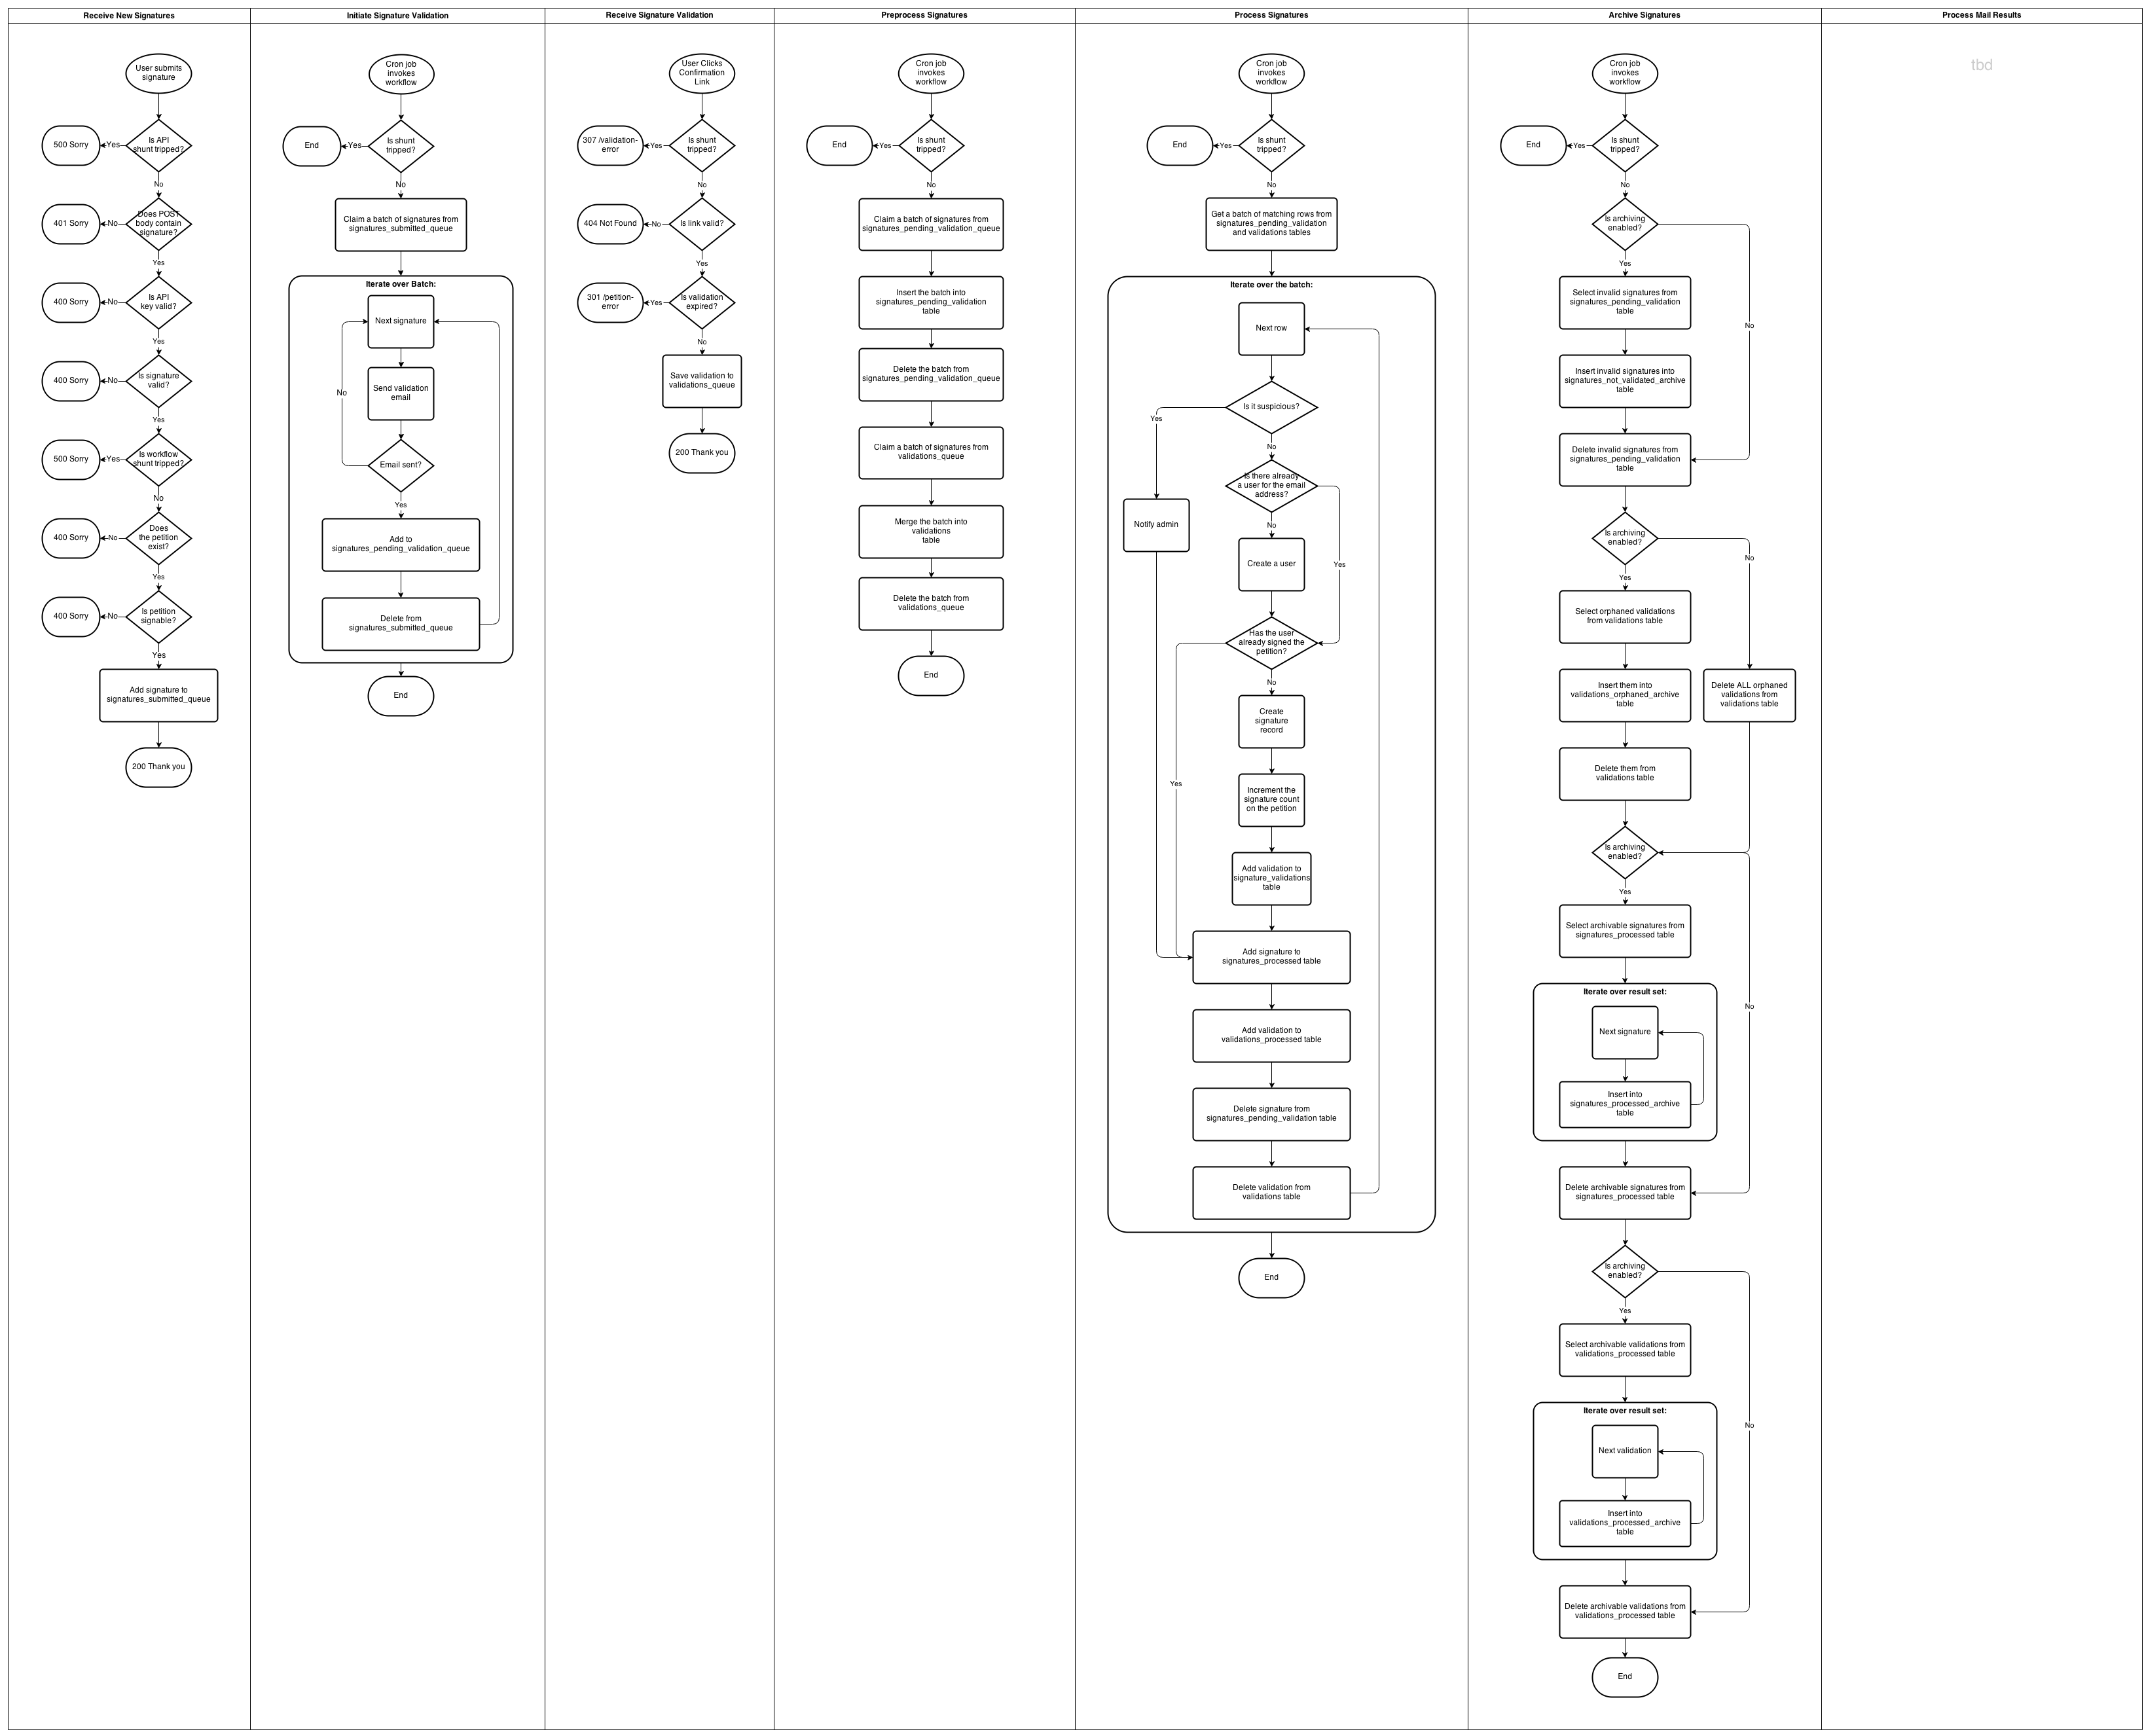 Receive New Signatures
User submits
signature
Is API
shunt tripped?
Yes
500 Sorry
No
Does POST
body contain
signature?
No
401 Sorry
Yes
Is API
key valid?
No
400 Sorry
Yes
Is signature
valid?
No
400 Sorry
Yes
Is workflow
shunt tripped?
Yes
500 Sorry
No
Does
the petition
exist?
No
400 Sorry
Yes
Is petition
signable?
No
400 Sorry
Yes
Add signature to
signatures_submitted_queue
200 Thank you
Initiate Signature Validation
Cron job
invokes
workflow
Is shunt
tripped?
Yes
End
No
Claim a batch of signatures from
signatures_submitted_queue
Iterate over Batch:
Next signature
Send validation
email
No
Email sent?
Yes
Add to
signatures_pending_validation_queue
Delete from
signatures_submitted_queue
End
Receive Signature Validation
User Clicks
Confirmation
Link
Is shunt
tripped?
Yes
307 /validation-
error
No
Is link valid?
No
404 Not Found
Yes
Is validation
expired?
Yes
301 /petition-
error
No
Save validation to
validations_queue
200 Thank you
Preprocess Signatures
Cron job
invokes
workflow
Is shunt
tripped?
Yes
End
No
Claim a batch of signatures from
signatures_pending_validation_queue
Insert the batch into
signatures_pending_validation
table
Delete the batch from
signatures_pending_validation_queue
Claim a batch of signatures from
validations_queue
Merge the batch into
validations
table
Delete the batch from
validations_queue
End
Process Signatures
Cron job
invokes
workflow
Is shunt
tripped?
Yes
End
No
Get a batch of matching rows from
signatures_pending_validation
and validations tables
Iterate over the batch:
Next row
Is it suspicious?
Yes
No
Is there already
a user for the email
address?
Notify admin
No
Create a user
Yes
Has the user
already signed the
petition?
No
Create
signature
record
Yes
Increment the
signature count
on the petition
Add validation to
signature_validations
table
Add signature to
signatures_processed table
Add validation to
validations_processed table
Delete signature from
signatures_pending_validation table
Delete validation from
validations table
End
Archive Signatures
Cron job
invokes
workflow
Is shunt
tripped?
Yes
End
No
Is archiving
enabled?
Yes
Select invalid signatures from
signatures_pending_validation
table
No
Insert invalid signatures into
signatures_not_validated_archive
table
Delete invalid signatures from
signatures_pending_validation
table
Is archiving
enabled?
No
Yes
Select orphaned validations
from validations table
Insert them into
validations_orphaned_archive
table
Delete ALL orphaned
validations from
validations table
Delete them from
validations table
Is archiving
enabled?
Yes
Select archivable signatures from
signatures_processed table
Iterate over result set:
No
Next signature
Insert into
signatures_processed_archive
table
Delete archivable signatures from
signatures_processed table
Is archiving
enabled?
Yes
Select archivable validations from
validations_processed table
Iterate over result set:
No
Next validation
Insert into
validations_processed_archive
table
Delete archivable validations from
validations_processed table
End
Process Mail Results
tbd